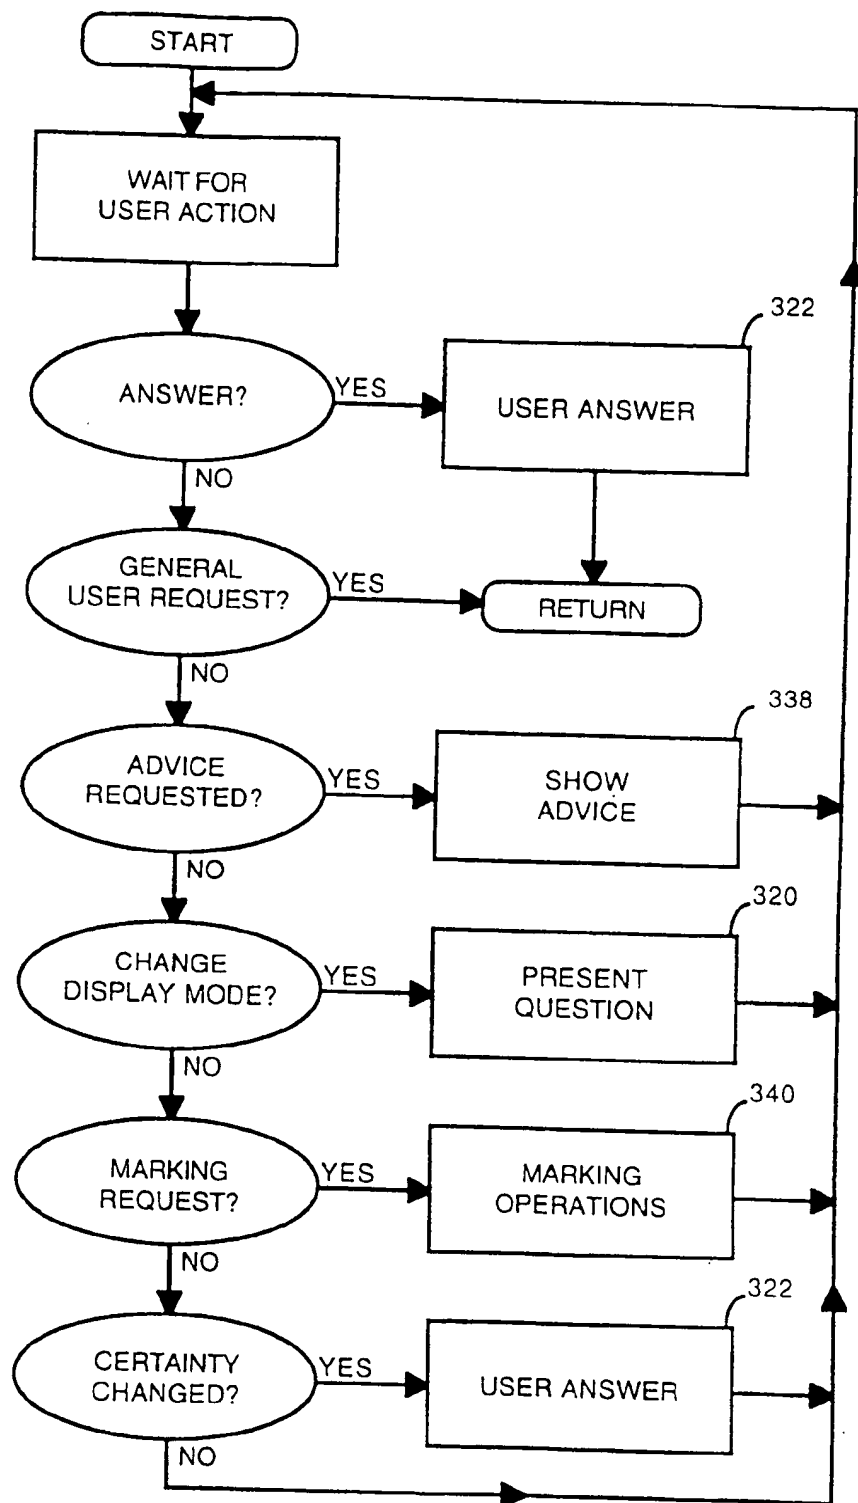 START
WAIT FOR
USER ACTION
322
ANSWER?
YES
USER ANSWER
NO
GENERAL
USER REQUEST?
YES
RETURN
NO
338
ADVICE
REQUESTED?
YES
SHOW
ADVICE
NO
320
CHANGE
DISPLAY MODE?
YES
PRESENT
QUESTION
NO
340
MARKING
REQUEST?
YES
MARKING
OPERATIONS
NO
322
CERTAINTY
CHANGED?
YES
USER ANSWER
NO